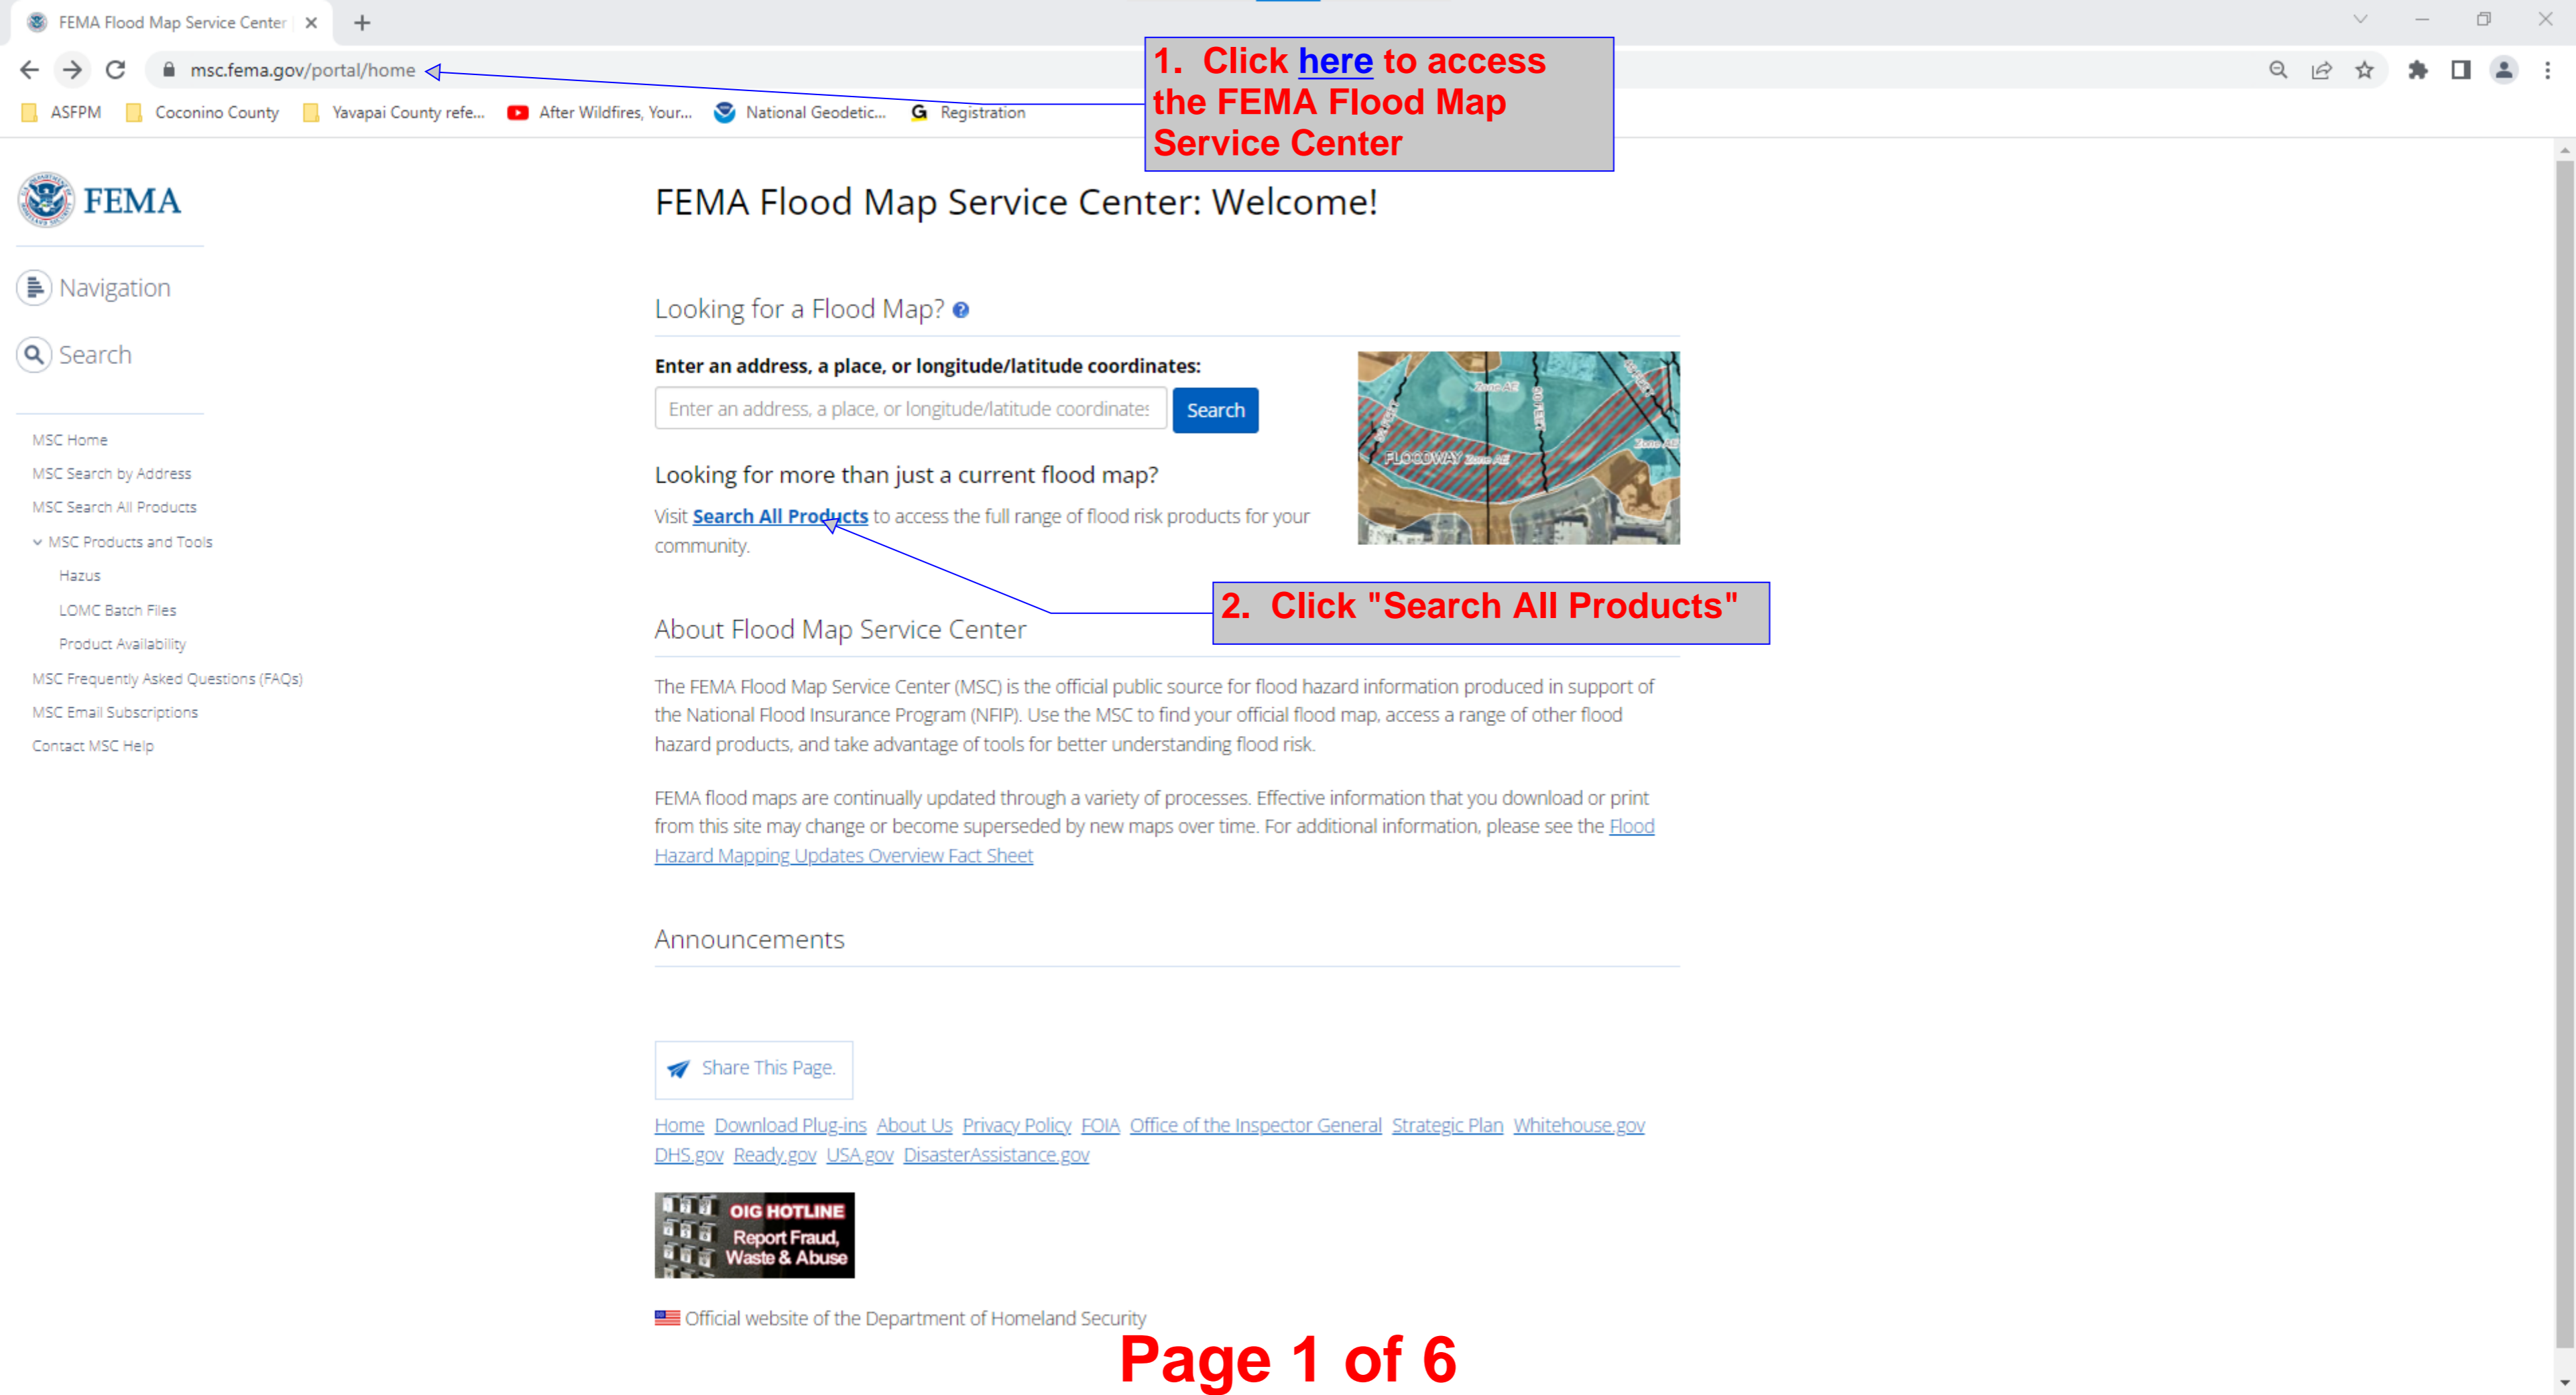 FEMA Flood Map Service Center
msc.fema.gov/portal/home
ASFPM Coconino County Yavapai County refe... After Wildfires, Your... National Geodetic... G Registration
1. Click here to access
the FEMA Flood Map
Service Center
FEMA
Navigation
Search
MSC Home
MSC Search by Address
MSC Search All Products
MSC Products and Tools
Hazus
LOMC Batch Files
Product Availability
MSC Frequently Asked Questions (FAQs)
MSC Email Subscriptions
Contact MSC Help
FEMA Flood Map Service Center: Welcome!
Looking for a Flood Map?
Enter an address, a place, or longitude/latitude coordinates:
Enter an address, a place, or longitude/latitude coordinates Search
Zone AE
Zone AE
FLOODWAY Zone AE
Looking for more than just a current flood map?
Visit Search All Products to access the full range of flood risk products for your
community.
2. Click "Search All Products"
About Flood Map Service Center
The FEMA Flood Map Service Center (MSC) is the official public source for flood hazard information produced in support of
the National Flood Insurance Program (NFIP). Use the MSC to find your official flood map, access a range of other flood
hazard products, and take advantage of tools for better understanding flood risk.
FEMA flood maps are continually updated through a variety of processes. Effective information that you download or print
from this site may change or become superseded by new maps over time. For additional information, please see the Flood
Hazard Mapping Updates Overview Fact Sheet
Announcements
Share This Page.
Home Download Plug-ins About Us Privacy Policy FOIA Office of the Inspector General Strategic Plan Whitehouse.gov
DHS.gov Ready.gov USA.gov DisasterAssistance.gov
OIG HOTLINE
Report Fraud,
Waste & Abuse
Official website of the Department of Homeland Security
Page 1 of 6